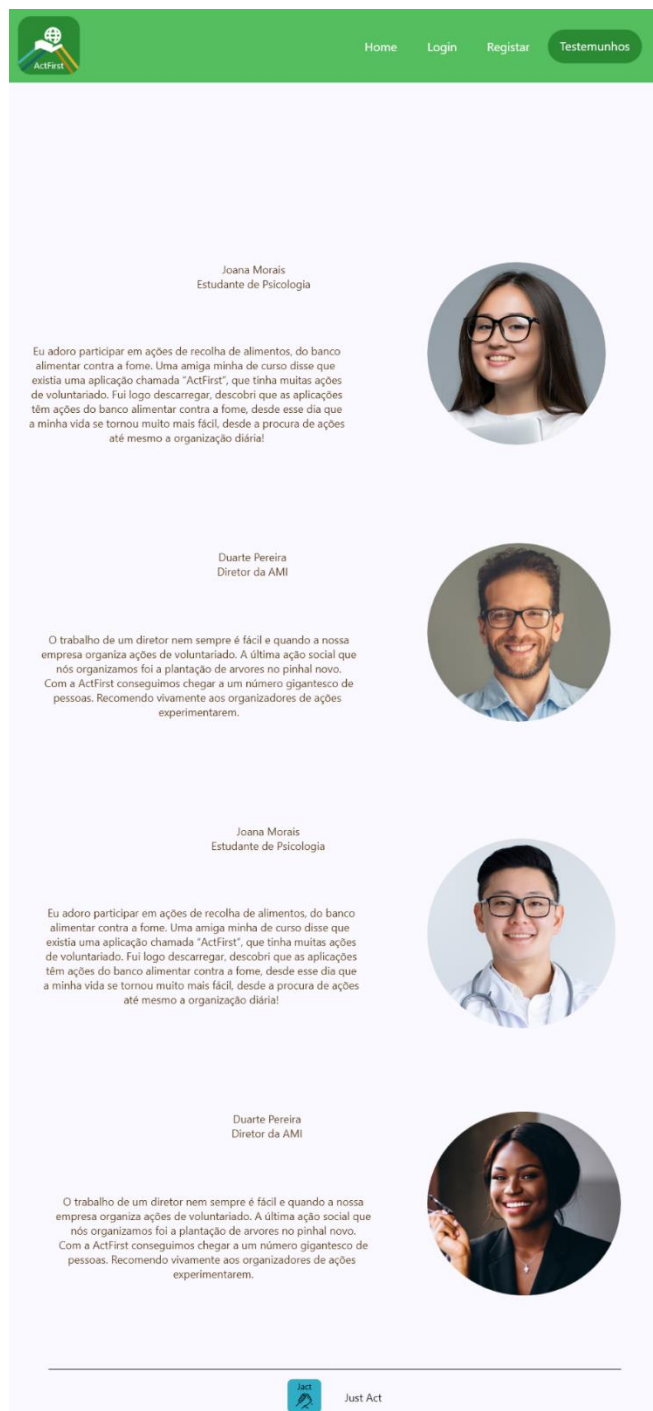 ActFirst
Home Login Registar Testemunhos
Joana Morais
Estudante de Psicologia
Eu adoro participar em ações de recolha de alimentos, do banco
alimentar contra a fome. Uma amiga minha de curso disse que
existia uma aplicação chamada "ActFirst", que tinha muitas ações
de voluntariado. Fui logo descarregar, descobri que as aplicações
têm ações do banco alimentar contra a fome, desde esse dia que
a minha vida se tornou muito mais fácil, desde a procura de ações
até mesmo a organização diária!
Duarte Pereira
Diretor da AMI
O trabalho de um diretor nem sempre é fácil e quando a nossa
empresa organiza ações de voluntariado. A última ação social que
nós organizamos foi a plantação de arvores no pinhal novo.
Com a ActFirst conseguimos chegar a um número gigantesco de
pessoas. Recomendo vivamente aos organizadores de ações
experimentarem.
Joana Morais
Estudante de Psicologia
Eu adoro participar em ações de recolha de alimentos, do banco
alimentar contra a fome. Uma amiga minha de curso disse que
existia uma aplicação chamada "ActFirst", que tinha muitas ações
de voluntariado. Fui logo descarregar, descobri que as aplicações
têm ações do banco alimentar contra a fome, desde esse dia que
a minha vida se tornou muito mais fácil, desde a procura de ações
até mesmo a organização diária!
Duarte Pereira
Diretor da AMI
O trabalho de um diretor nem sempre é fácil e quando a nossa
empresa organiza ações de voluntariado. A última ação social que
nós organizamos foi a plantação de arvores no pinhal novo.
Com a ActFirst conseguimos chegar a um número gigantesco de
pessoas. Recomendo vivamente aos organizadores de ações
experimentarem.
Jact
Just Act